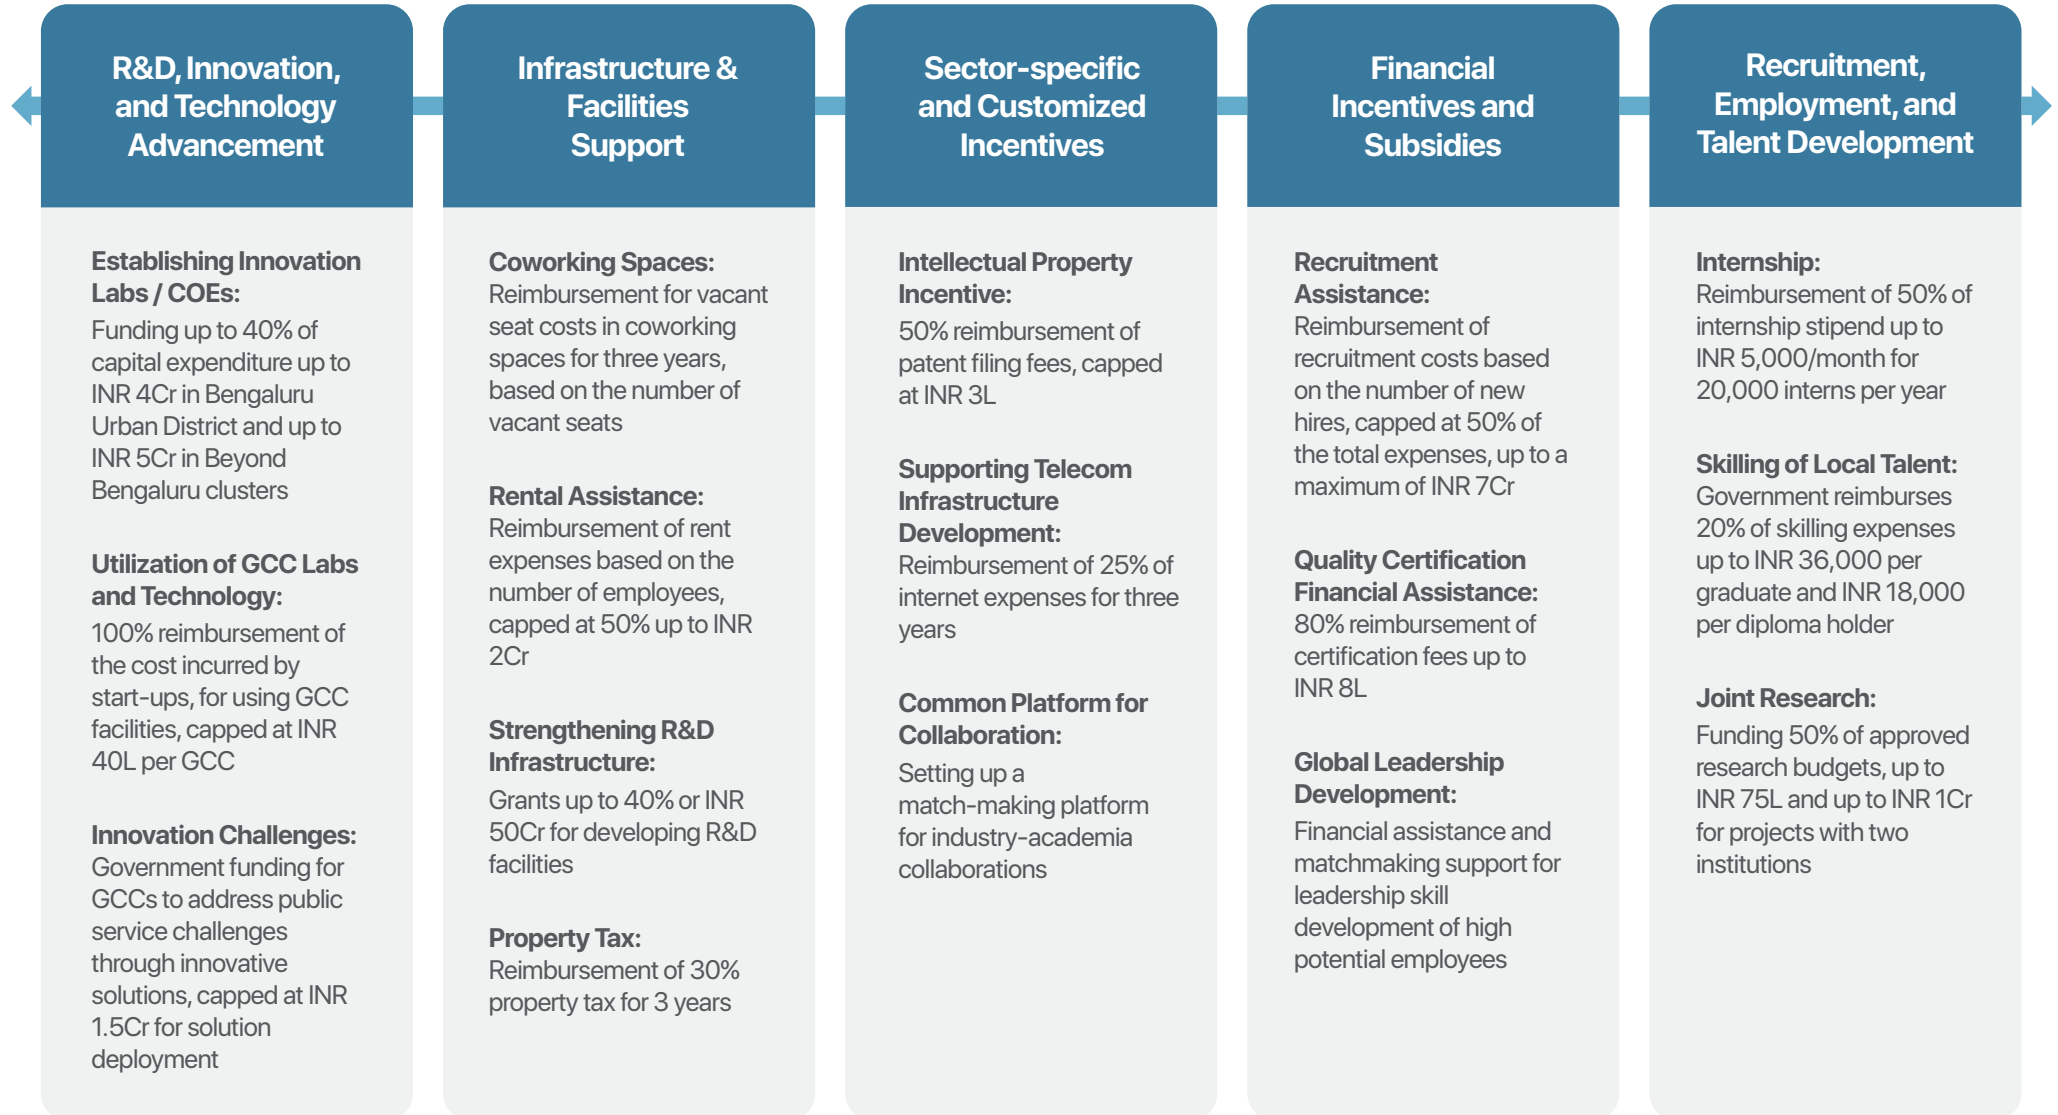 R&D, Innovation,
and Technology
Advancement
Establishing Innovation
Labs / COEs:
Funding up to 40% of
capital expenditure up to
INR 4Cr in Bengaluru
Urban District and up to
INR 5Cr in Beyond
Bengaluru clusters
Utilization of GCC Labs
and Technology:
100% reimbursement of
the cost incurred by
start-ups, for using GCC
facilities, capped at INR
40L per GCC
Innovation Challenges:
Government funding for
GCCs to address public
service challenges
through innovative
solutions, capped at INR
1.5Cr for solution
deployment
Infrastructure &
Facilities
Support
Coworking Spaces:
Reimbursement for vacant
seat costs in coworking
spaces for three years,
based on the number of
vacant seats
Rental Assistance:
Reimbursement of rent
expenses based on the
number of employees,
capped at 50% up to INR
2Cr
Strengthening R&D
Infrastructure:
Grants up to 40% or INR
50Cr for developing R&D
facilities
Property Tax:
Reimbursement of 30%
property tax for 3 years
Sector-specific
and Customized
Incentives
Intellectual Property
Incentive:
50% reimbursement of
patent filing fees, capped
at INR 3L
Supporting Telecom
Infrastructure
Development:
Reimbursement of 25% of
internet expenses for three
years
Common Platform for
Collaboration:
Setting up a
match-making platform
for industry-academia
collaborations
Financial
Incentives and
Subsidies
Recruitment
Assistance:
Reimbursement of
recruitment costs based
on the number of new
hires, capped at 50% of
the total expenses, up to a
maximum of INR 7Cr
Quality Certification
Financial Assistance:
80% reimbursement of
certification fees up to
INR 8L
Global Leadership
Development:
Financial assistance and
matchmaking support for
leadership skill
development of high
potential employees
Recruitment,
Employment, and
Talent Development
Internship:
Reimbursement of 50% of
internship stipend up to
INR 5,000/month for
20,000 interns per year
Skilling of Local Talent:
Government reimburses
20% of skilling expenses
up to INR 36,000 per
graduate and INR 18,000
per diploma holder
Joint Research:
Funding 50% of approved
research budgets, up to
INR 75L and up to INR 1Cr
for projects with two
institutions